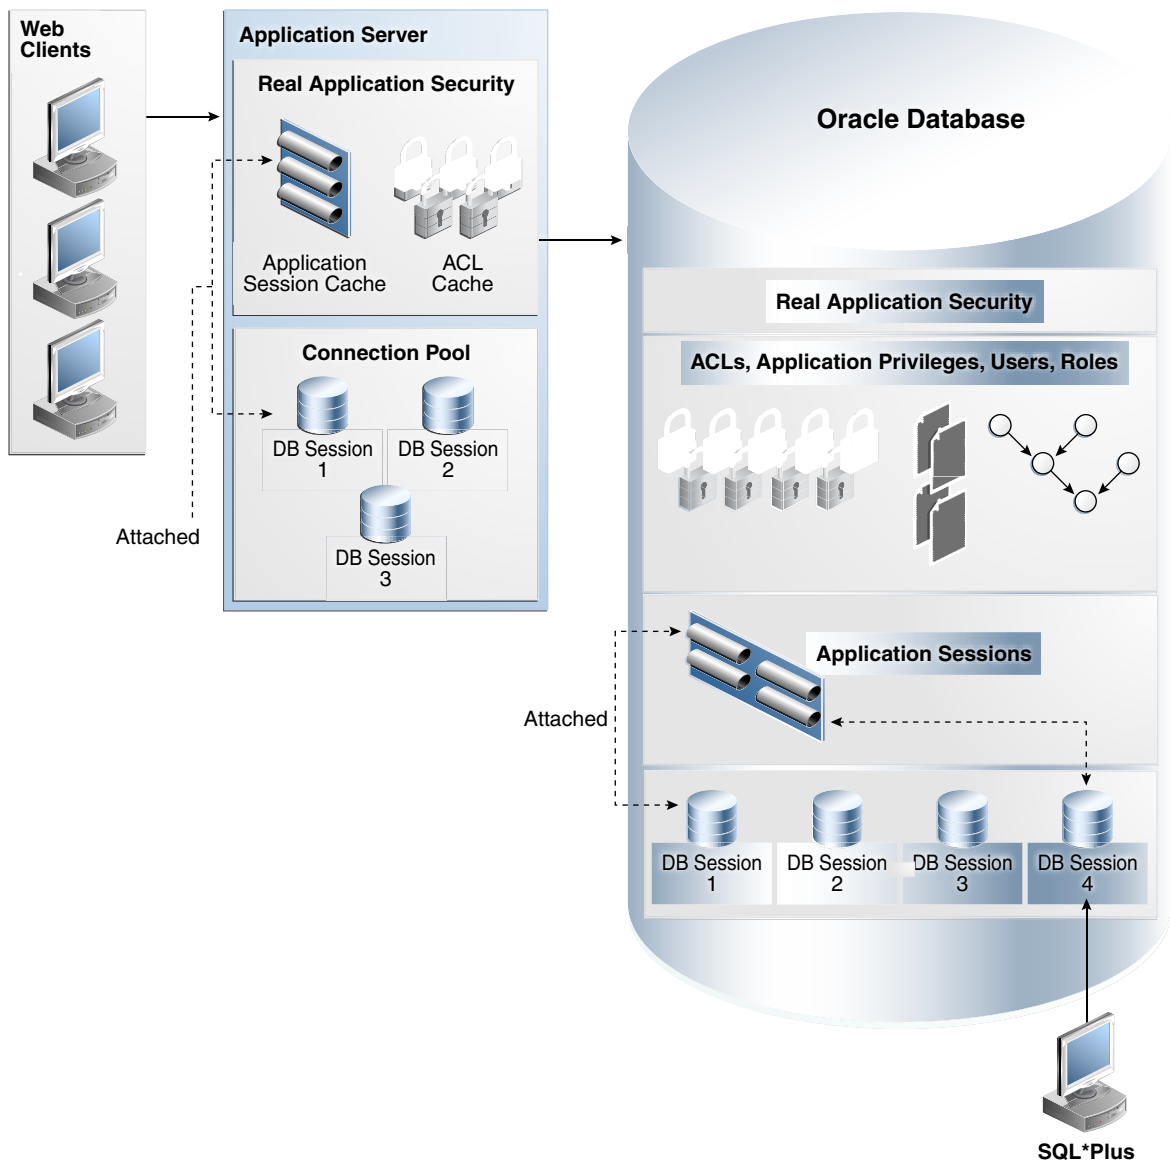 Web
Clients
Application Server
Real Application Security
Application
Session Cache
ACL
Cache
Connection Pool
DB Session
1
DB Session
2
DB Session
3
Attached
Oracle Database
Real Application Security
ACLs, Application Privileges, Users, Roles
Application Sessions
Attached
DB Session
1
DB Session
2
DB Session
3
DB Session
4
SQL*Plus